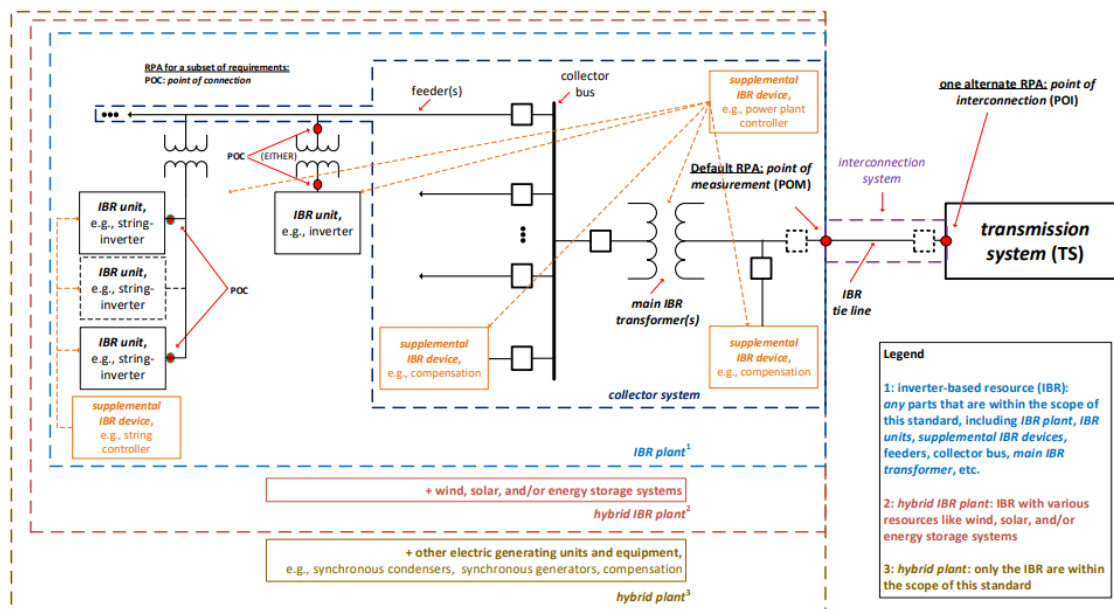 RPA for a subset of requirements:
POC: point of connection
feeder(s)
collector
bus
supplemental
IBR device,
e.g., power plant
controller
one alternate RPA: point of
interconnection (POI)
POC
(EITHER)
Default RPA: point of
measurement (POM)
interconnection
system
IBR unit,
e.g., string-
inverter
IBR unit,
e.g., inverter
IBR unit,
e.g., string-
inverter
POC
IBR unit,
e.g., string-
inverter
transmission
system (TS)
IBR
tie line
main IBR
transformer(s)
supplemental
IBR device,
e.g., compensation
supplemental
IBR device,
e.g., compensation
collector system
supplemental
IBR device,
e.g., string
controller
IBR plant1
+ wind, solar, and/or energy storage systems
hybrid IBR plant2
+ other electric generating units and equipment,
e.g., synchronous condensers, synchronous generators, compensation
hybrid plant3
Legend
1: inverter-based resource (IBR):
any parts that are within the scope
of this standard, including IBR plant, IBR
units, supplemental IBR devices,
feeders, collector bus, main IBR
transformer, etc.
2: hybrid IBR plant: IBR with various
resources like wind, solar, and/or
energy storage systems
3: hybrid plant: only the IBR are within
the scope of this standard